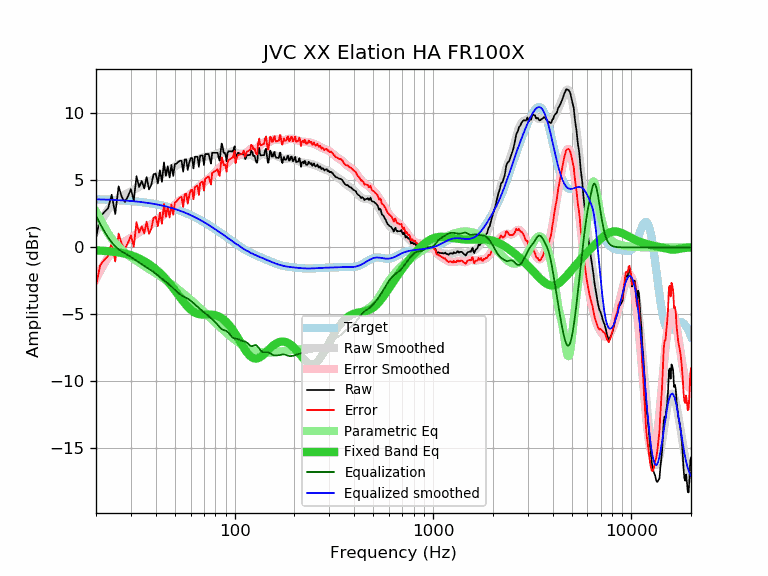 JVC XX Elation HA FR100X
Amplitude (dBr)
10
5
0
−5
−10
−15
Target
Raw Smoothed
Error Smoothed
Raw
Error
Parametric Eq
Fixed Band Eq
Equalization
Equalized smoothed
100 1000 10000
Frequency (Hz)